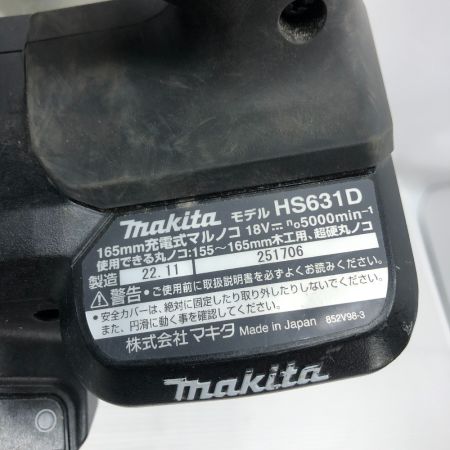 makita モデル HS631D
165mm充電式マルノコ 18V⎓ n₀5000min⁻¹
使用できる丸ノコ:155～165mm木工用、超硬丸ノコ
製造 22.11 251706
⚠警告・ご使用前に取扱説明書を必ずよくお読みください。
・安全カバーは、絶対に固定したり取り外したりしないでください。
また、円滑に動く事を確認してください。
株式会社マキタ Made in Japan 852V98-3
makita